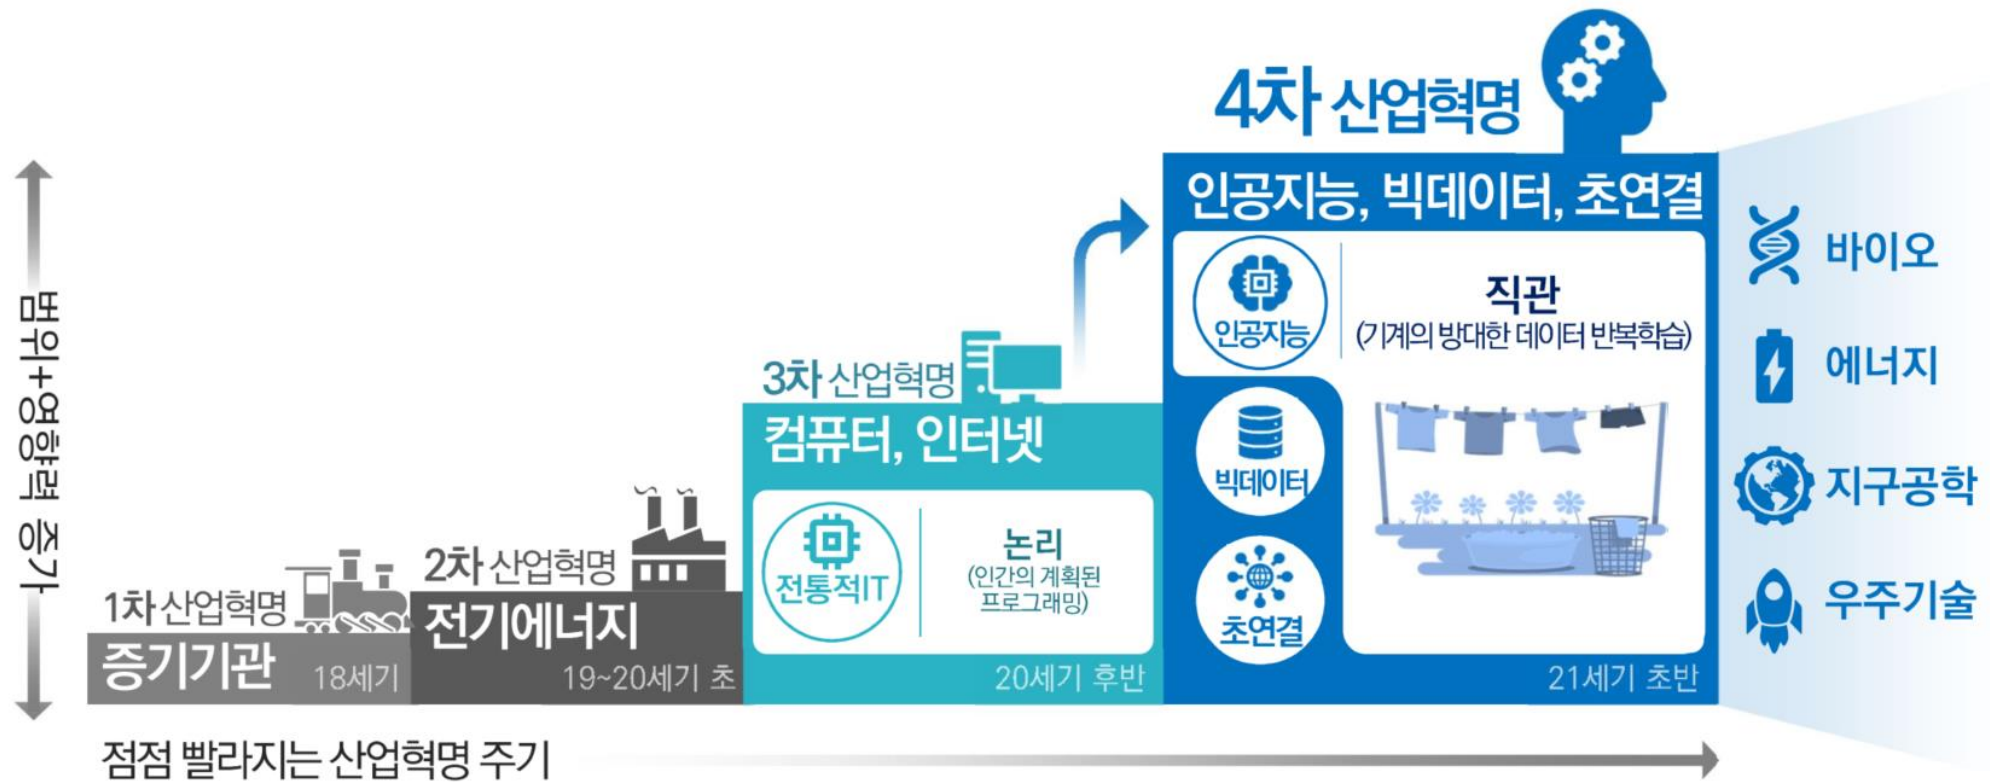 4차 산업혁명
인공지능, 빅데이터, 초연결
인공지능
직관
(기계의 방대한 데이터 반복학습)
빅데이터
초연결
21세기 초반
바이오
에너지
지구공학
우주기술
3차 산업혁명
컴퓨터, 인터넷
전통적IT
논리
(인간의 계획된
프로그래밍)
20세기 후반
2차 산업혁명
전기에너지
19~20세기 초
1차 산업혁명
증기기관
18세기
범위+영향력 증가
점점 빨라지는 산업혁명 주기